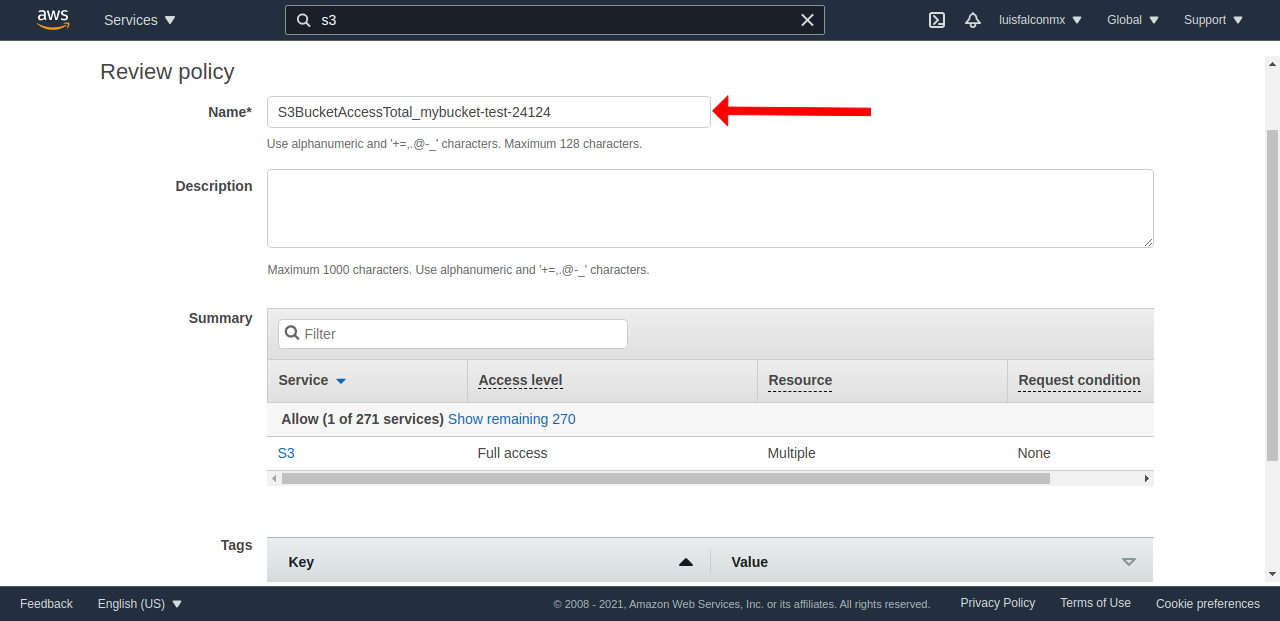 aws Services s3 luisfalconmx Global Support
Review policy
Name* S3BucketAccessTotal_mybucket-test-24124
Use alphanumeric and '+=,.@-_' characters. Maximum 128 characters.
Description
Maximum 1000 characters. Use alphanumeric and '+=,.@-_' characters.
Summary
Filter
Service Access level Resource Request condition
Allow (1 of 271 services) Show remaining 270
S3 Full access Multiple None
Tags
Key Value
Feedback English (US) © 2008 - 2021, Amazon Web Services, Inc. or its affiliates. All rights reserved. Privacy Policy Terms of Use Cookie preferences